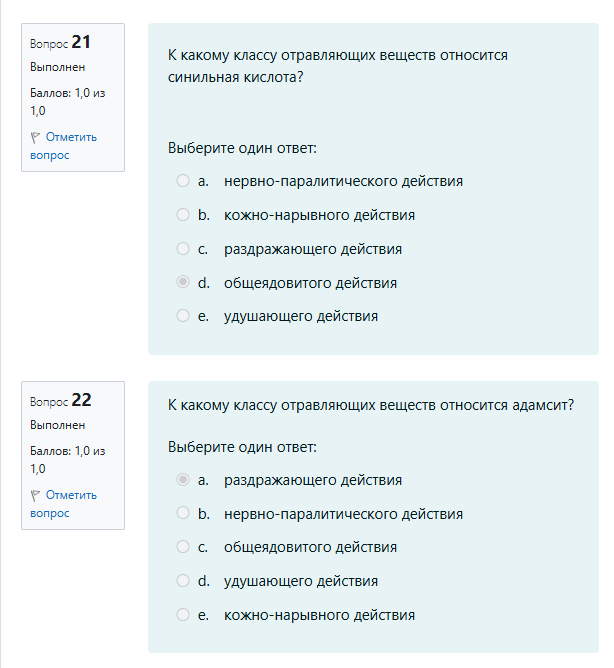 Вопрос 21
Выполнен
Баллов: 1,0 из
1,0
Отметить
вопрос
К какому классу отравляющих веществ относится
синильная кислота?
Выберите один ответ:
a. нервно-паралитического действия
b. кожно-нарывного действия
c. раздражающего действия
d. общеядовитого действия
e. удушающего действия
Вопрос 22
Выполнен
Баллов: 1,0 из
1,0
Отметить
вопрос
К какому классу отравляющих веществ относится адамсит?
Выберите один ответ:
a. раздражающего действия
b. нервно-паралитического действия
c. общеядовитого действия
d. удушающего действия
e. кожно-нарывного действия